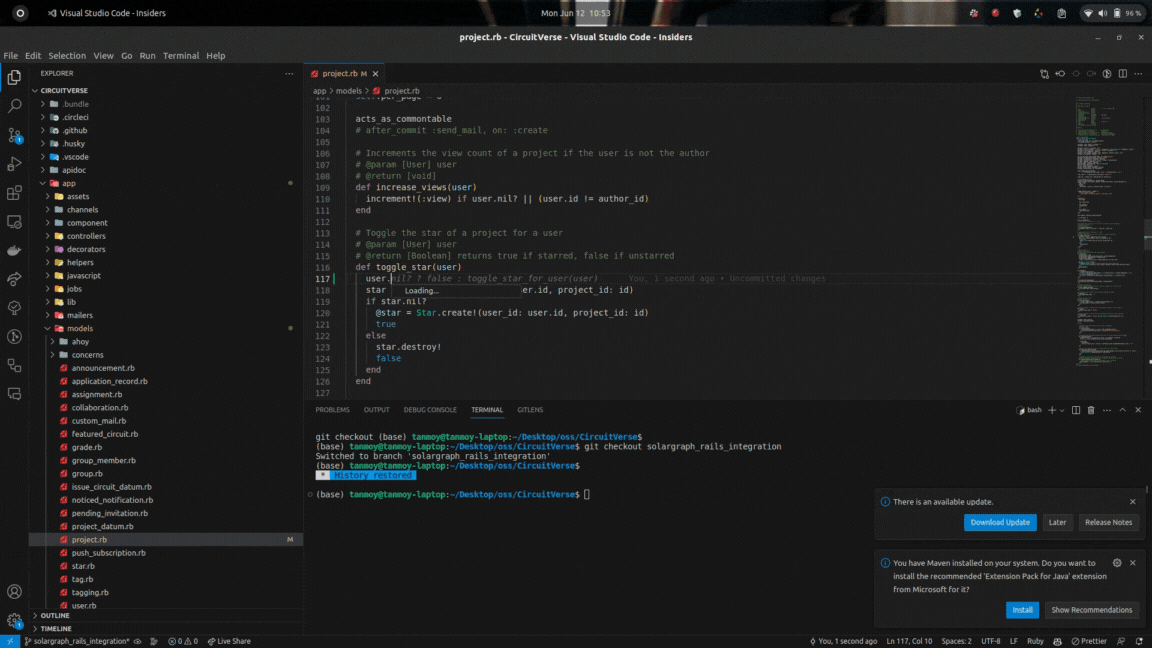 Visual Studio Code - Insiders
Mon Jun 12 10:53
96 %
project.rb - CircuitVerse - Visual Studio Code - Insiders
File Edit Selection View Go Run Terminal Help
EXPLORER
CIRCUITVERSE
.bundle
.circleci
.github
.husky
.vscode
apidoc
app
assets
channels
component
controllers
decorators
helpers
javascript
jobs
lib
mailers
models
ahoy
concerns
announcement.rb
application_record.rb
assignment.rb
collaboration.rb
custom_mail.rb
featured_circuit.rb
grade.rb
group_member.rb
group.rb
issue_circuit_datum.rb
noticed_notification.rb
pending_invitation.rb
project_datum.rb
project.rb M
push_subscription.rb
star.rb
tag.rb
tagging.rb
user.rb
OUTLINE
TIMELINE
project.rb M
app > models > project.rb
102
103 acts_as_commontable
104 # after_commit :send_mail, on: :create
105
106 # Increments the view count of a project if the user is not the author
107 # @param [User] user
108 # @return [void]
109 def increase_views(user)
110 increment!(:view) if user.nil? || (user.id != author_id)
111 end
112
113 # Toggle the star of a project for a user
114 # @param [User] user
115 # @return [Boolean] returns true if starred, false if unstarred
116 def toggle_star(user)
117 user.nil? ? false : toggle_star_for_user(user) You, 1 second ago • Uncommitted changes
118 star Loading... er.id, project_id: id)
119 if star.nil?
120 @star = Star.create!(user_id: user.id, project_id: id)
121 true
122 else
123 star.destroy!
124 false
125 end
126 end
127
PROBLEMS OUTPUT DEBUG CONSOLE TERMINAL GITLENS
bash
git checkout (base) tanmoy@tanmoy-laptop:~/Desktop/oss/CircuitVerse$
(base) tanmoy@tanmoy-laptop:~/Desktop/oss/CircuitVerse$ git checkout solargraph_rails_integration
Switched to branch 'solargraph_rails_integration'
(base) tanmoy@tanmoy-laptop:~/Desktop/oss/CircuitVerse$
* History restored
(base) tanmoy@tanmoy-laptop:~/Desktop/oss/CircuitVerse$
There is an available update.
Download Update Later Release Notes
You have Maven installed on your system. Do you want to
install the recommended 'Extension Pack for Java' extension
from Microsoft for it?
Install Show Recommendations
solargraph_rails_integration* 0 0 Live Share
You, 1 second ago Ln 117, Col 10 Spaces: 2 UTF-8 LF Ruby Prettier